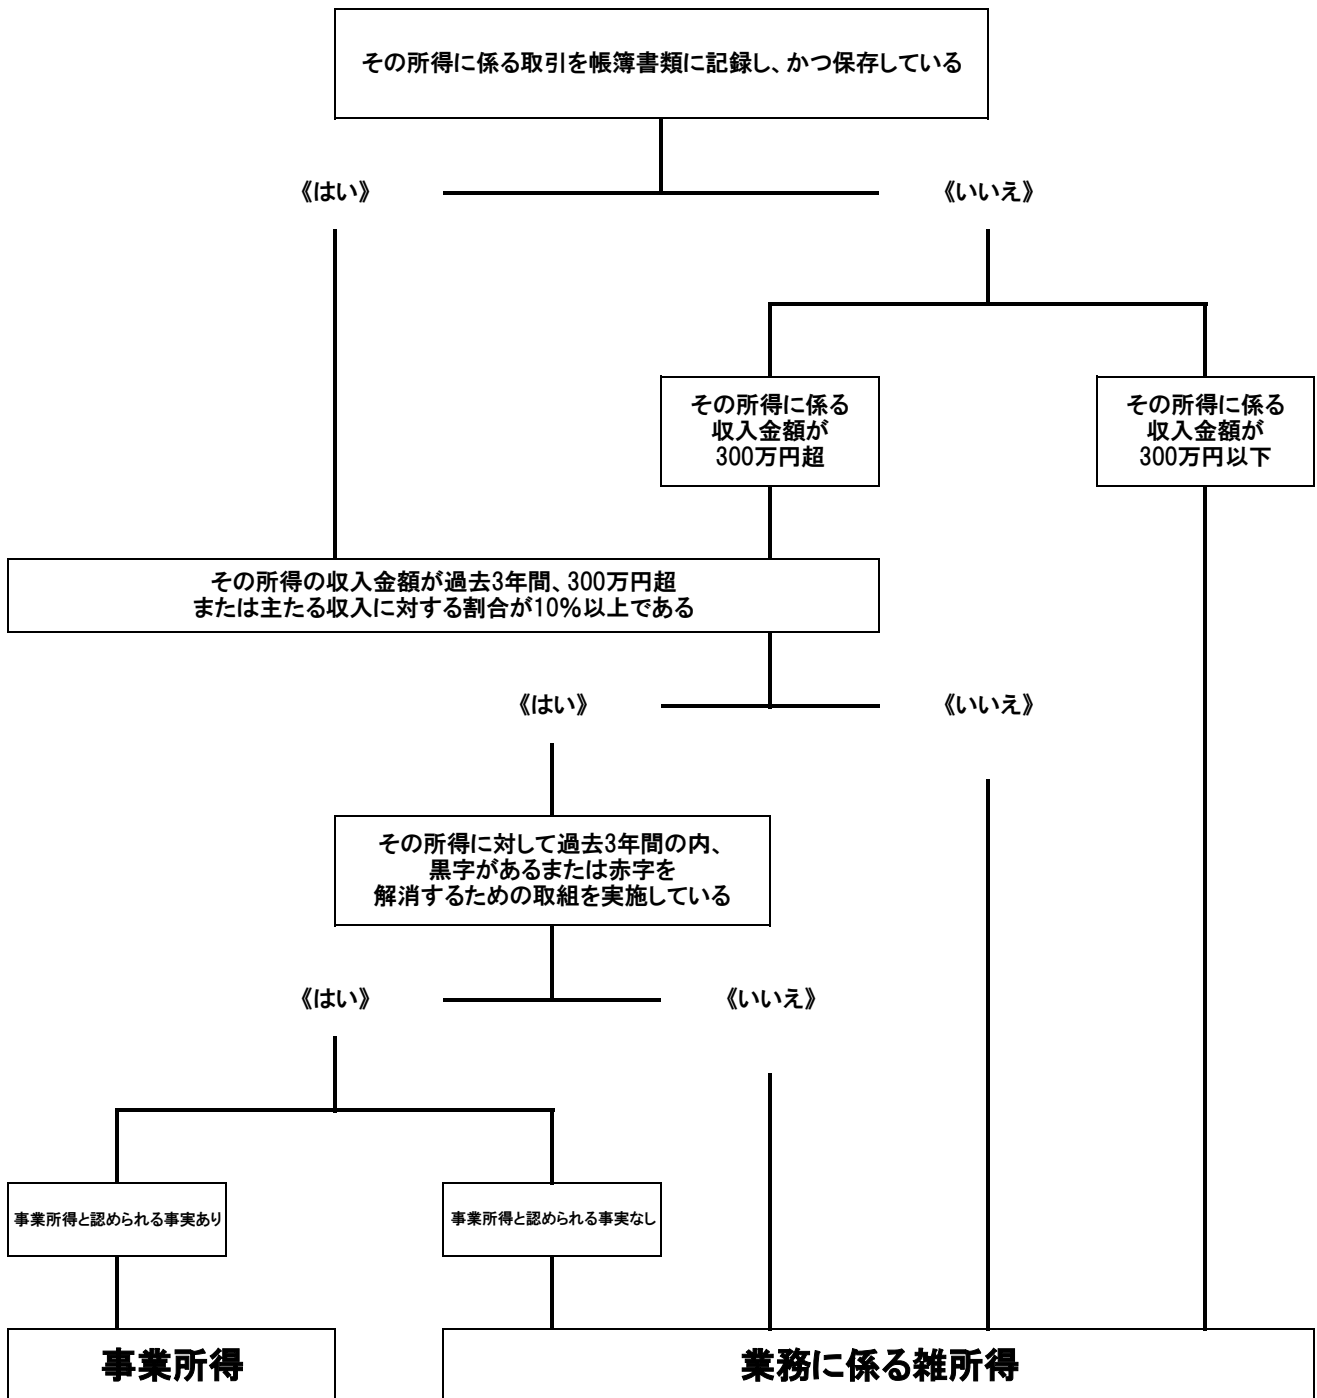 その所得に係る取引を帳簿書類に記録し、かつ保存している
《はい》
《いいえ》
その所得に係る
収入金額が
300万円超
その所得に係る
収入金額が
300万円以下
その所得の収入金額が過去3年間、300万円超
または主たる収入に対する割合が10%以上である
《はい》
《いいえ》
その所得に対して過去3年間の内、
黒字があるまたは赤字を
解消するための取組を実施している
《はい》
《いいえ》
事業所得と認められる事実あり
事業所得と認められる事実なし
事業所得
業務に係る雑所得